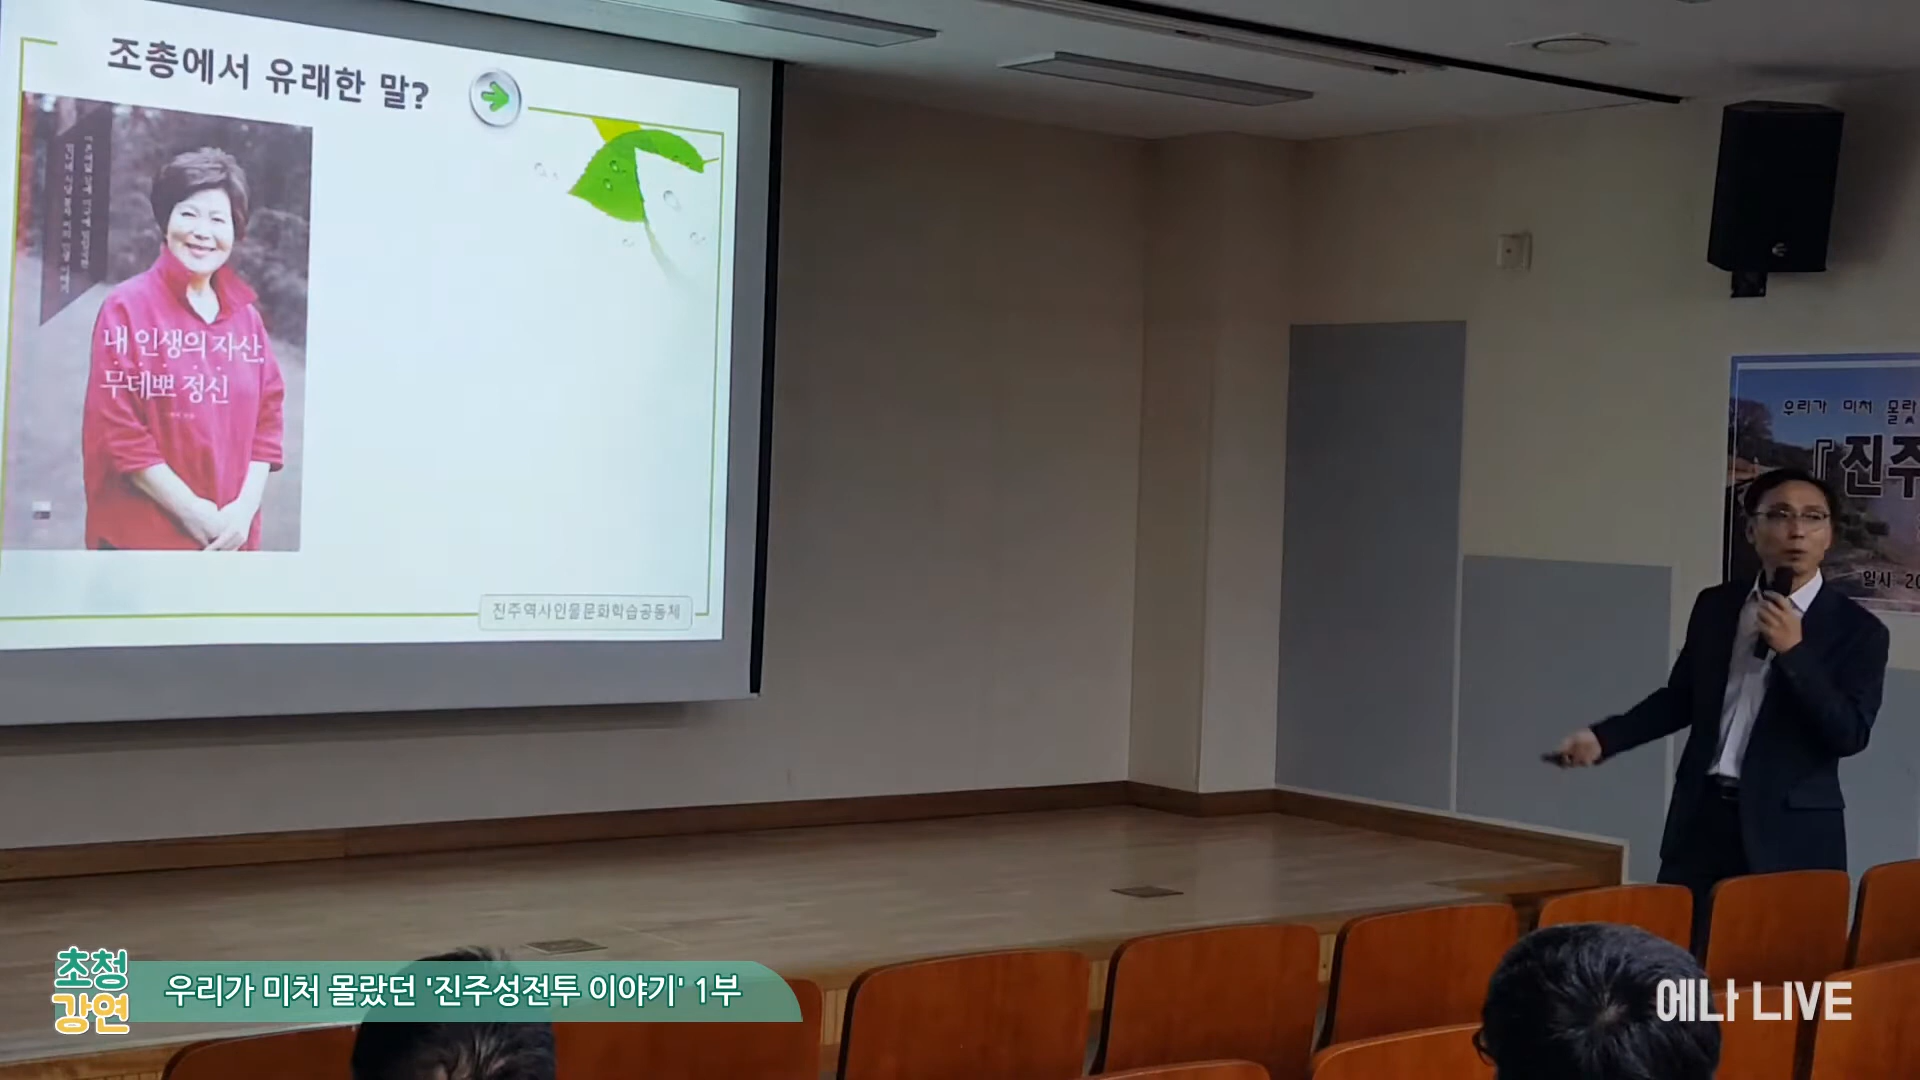 조총에서 유래한 말?
내 인생의 자산,
무데뽀 정신
진주역사인물문화학습공동체
우리가 미처 몰랐
『진주
일시 20
초청
강연
우리가 미처 몰랐던 '진주성전투 이야기' 1부
에나 LIVE